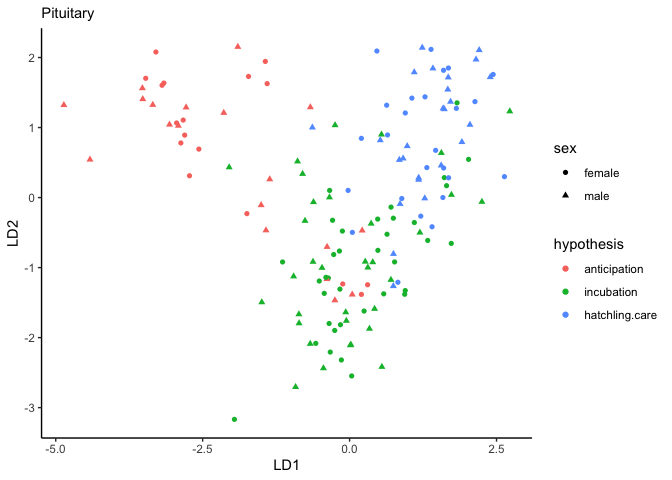 Pituitary
2
1
0
-1
-2
-3
LD2
-5.0
-2.5
0.0
2.5
LD1
sex
female
male
hypothesis
anticipation
incubation
hatchling.care